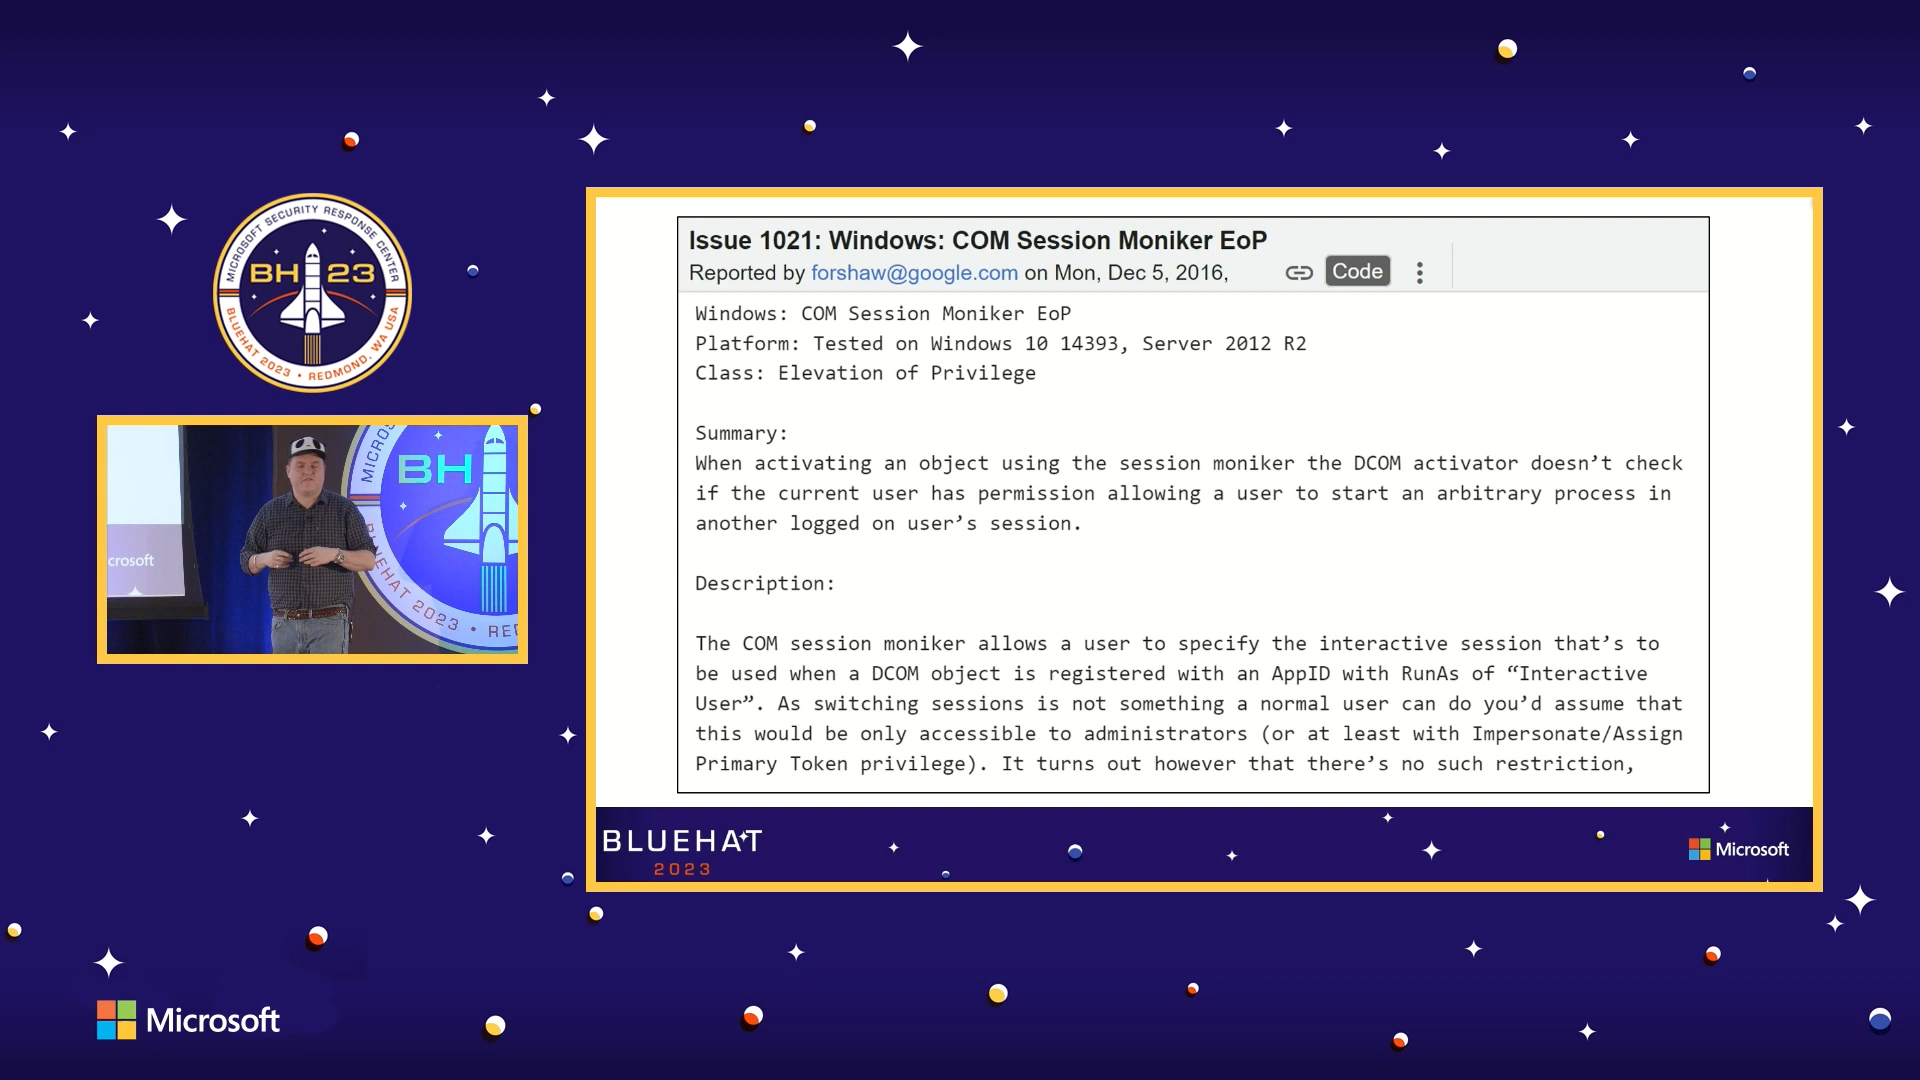 MICROSOFT SECURITY RESPONSE CENTER
BH 23
BLUEHAT 2023 • REDMOND, WA USA
MICROS
BH
BLUEHAT 2023 • RE
crosoft
Issue 1021: Windows: COM Session Moniker EoP
Reported by forshaw@google.com on Mon, Dec 5, 2016, Code
Windows: COM Session Moniker EoP
Platform: Tested on Windows 10 14393, Server 2012 R2
Class: Elevation of Privilege
Summary:
When activating an object using the session moniker the DCOM activator doesn’t check
if the current user has permission allowing a user to start an arbitrary process in
another logged on user’s session.
Description:
The COM session moniker allows a user to specify the interactive session that’s to
be used when a DCOM object is registered with an AppID with RunAs of “Interactive
User”. As switching sessions is not something a normal user can do you’d assume that
this would be only accessible to administrators (or at least with Impersonate/Assign
Primary Token privilege). It turns out however that there’s no such restriction,
BLUEHAT
2023
Microsoft
Microsoft